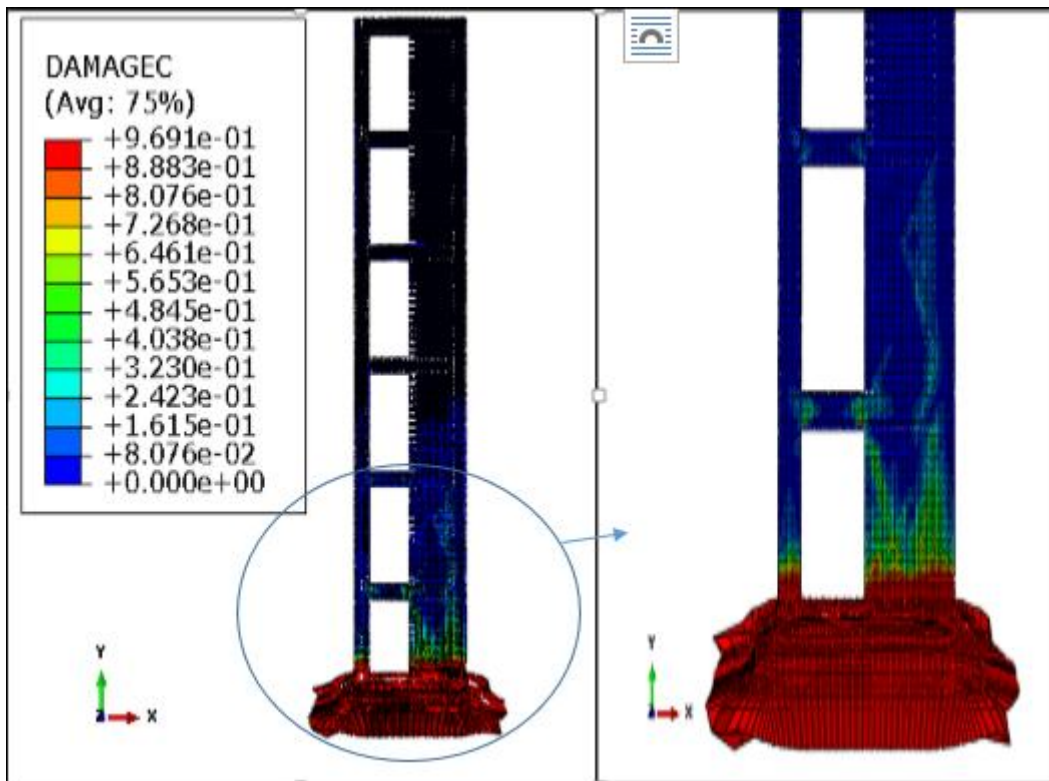 DAMAGEC
(Avg: 75%)
+9.691e-01
+8.883e-01
+8.076e-01
+7.268e-01
+6.461e-01
+5.653e-01
+4.845e-01
+4.038e-01
+3.230e-01
+2.423e-01
+1.615e-01
+8.076e-02
+0.000e+00
Y
Z X
Y
Z X